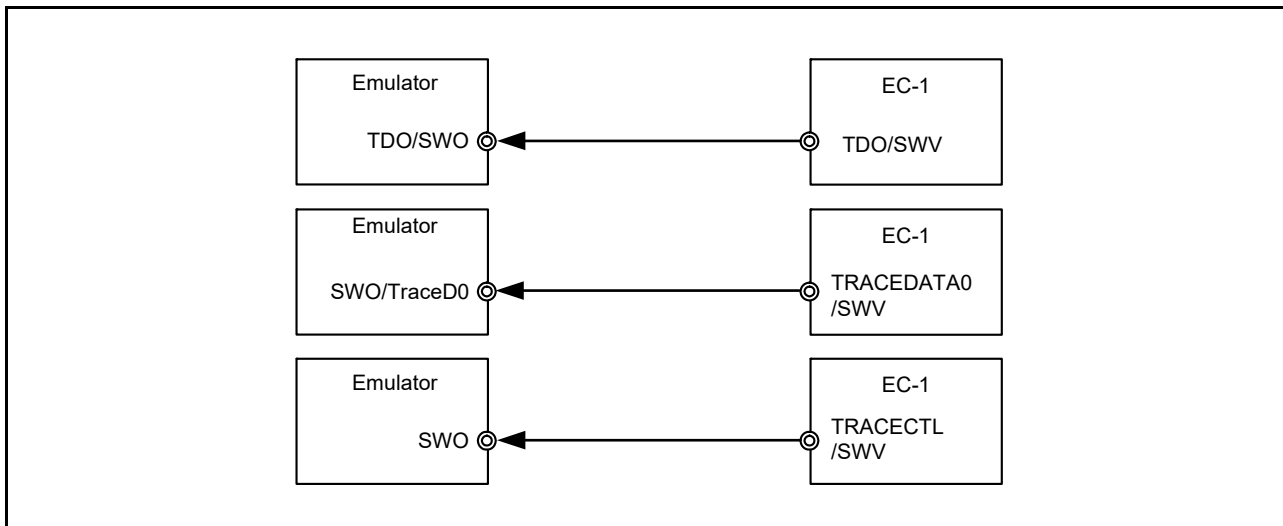 Emulator
TDO/SWO
EC-1
TDO/SWV
Emulator
SWO/TraceD0
EC-1
TRACEDATA0
/SWV
Emulator
SWO
EC-1
TRACECTL
/SWV